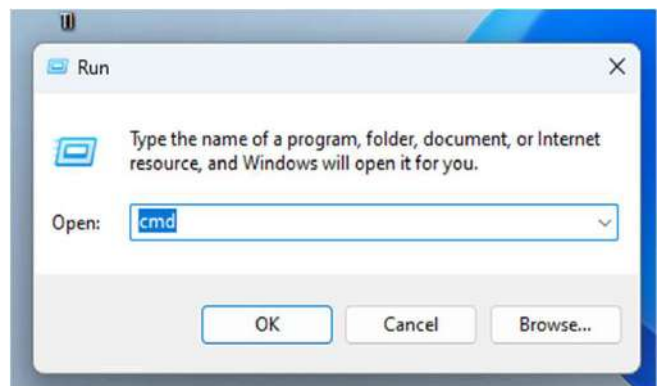 Run
Type the name of a program, folder, document, or Internet
resource, and Windows will open it for you.
Open:
cmd
OK
Cancel
Browse...